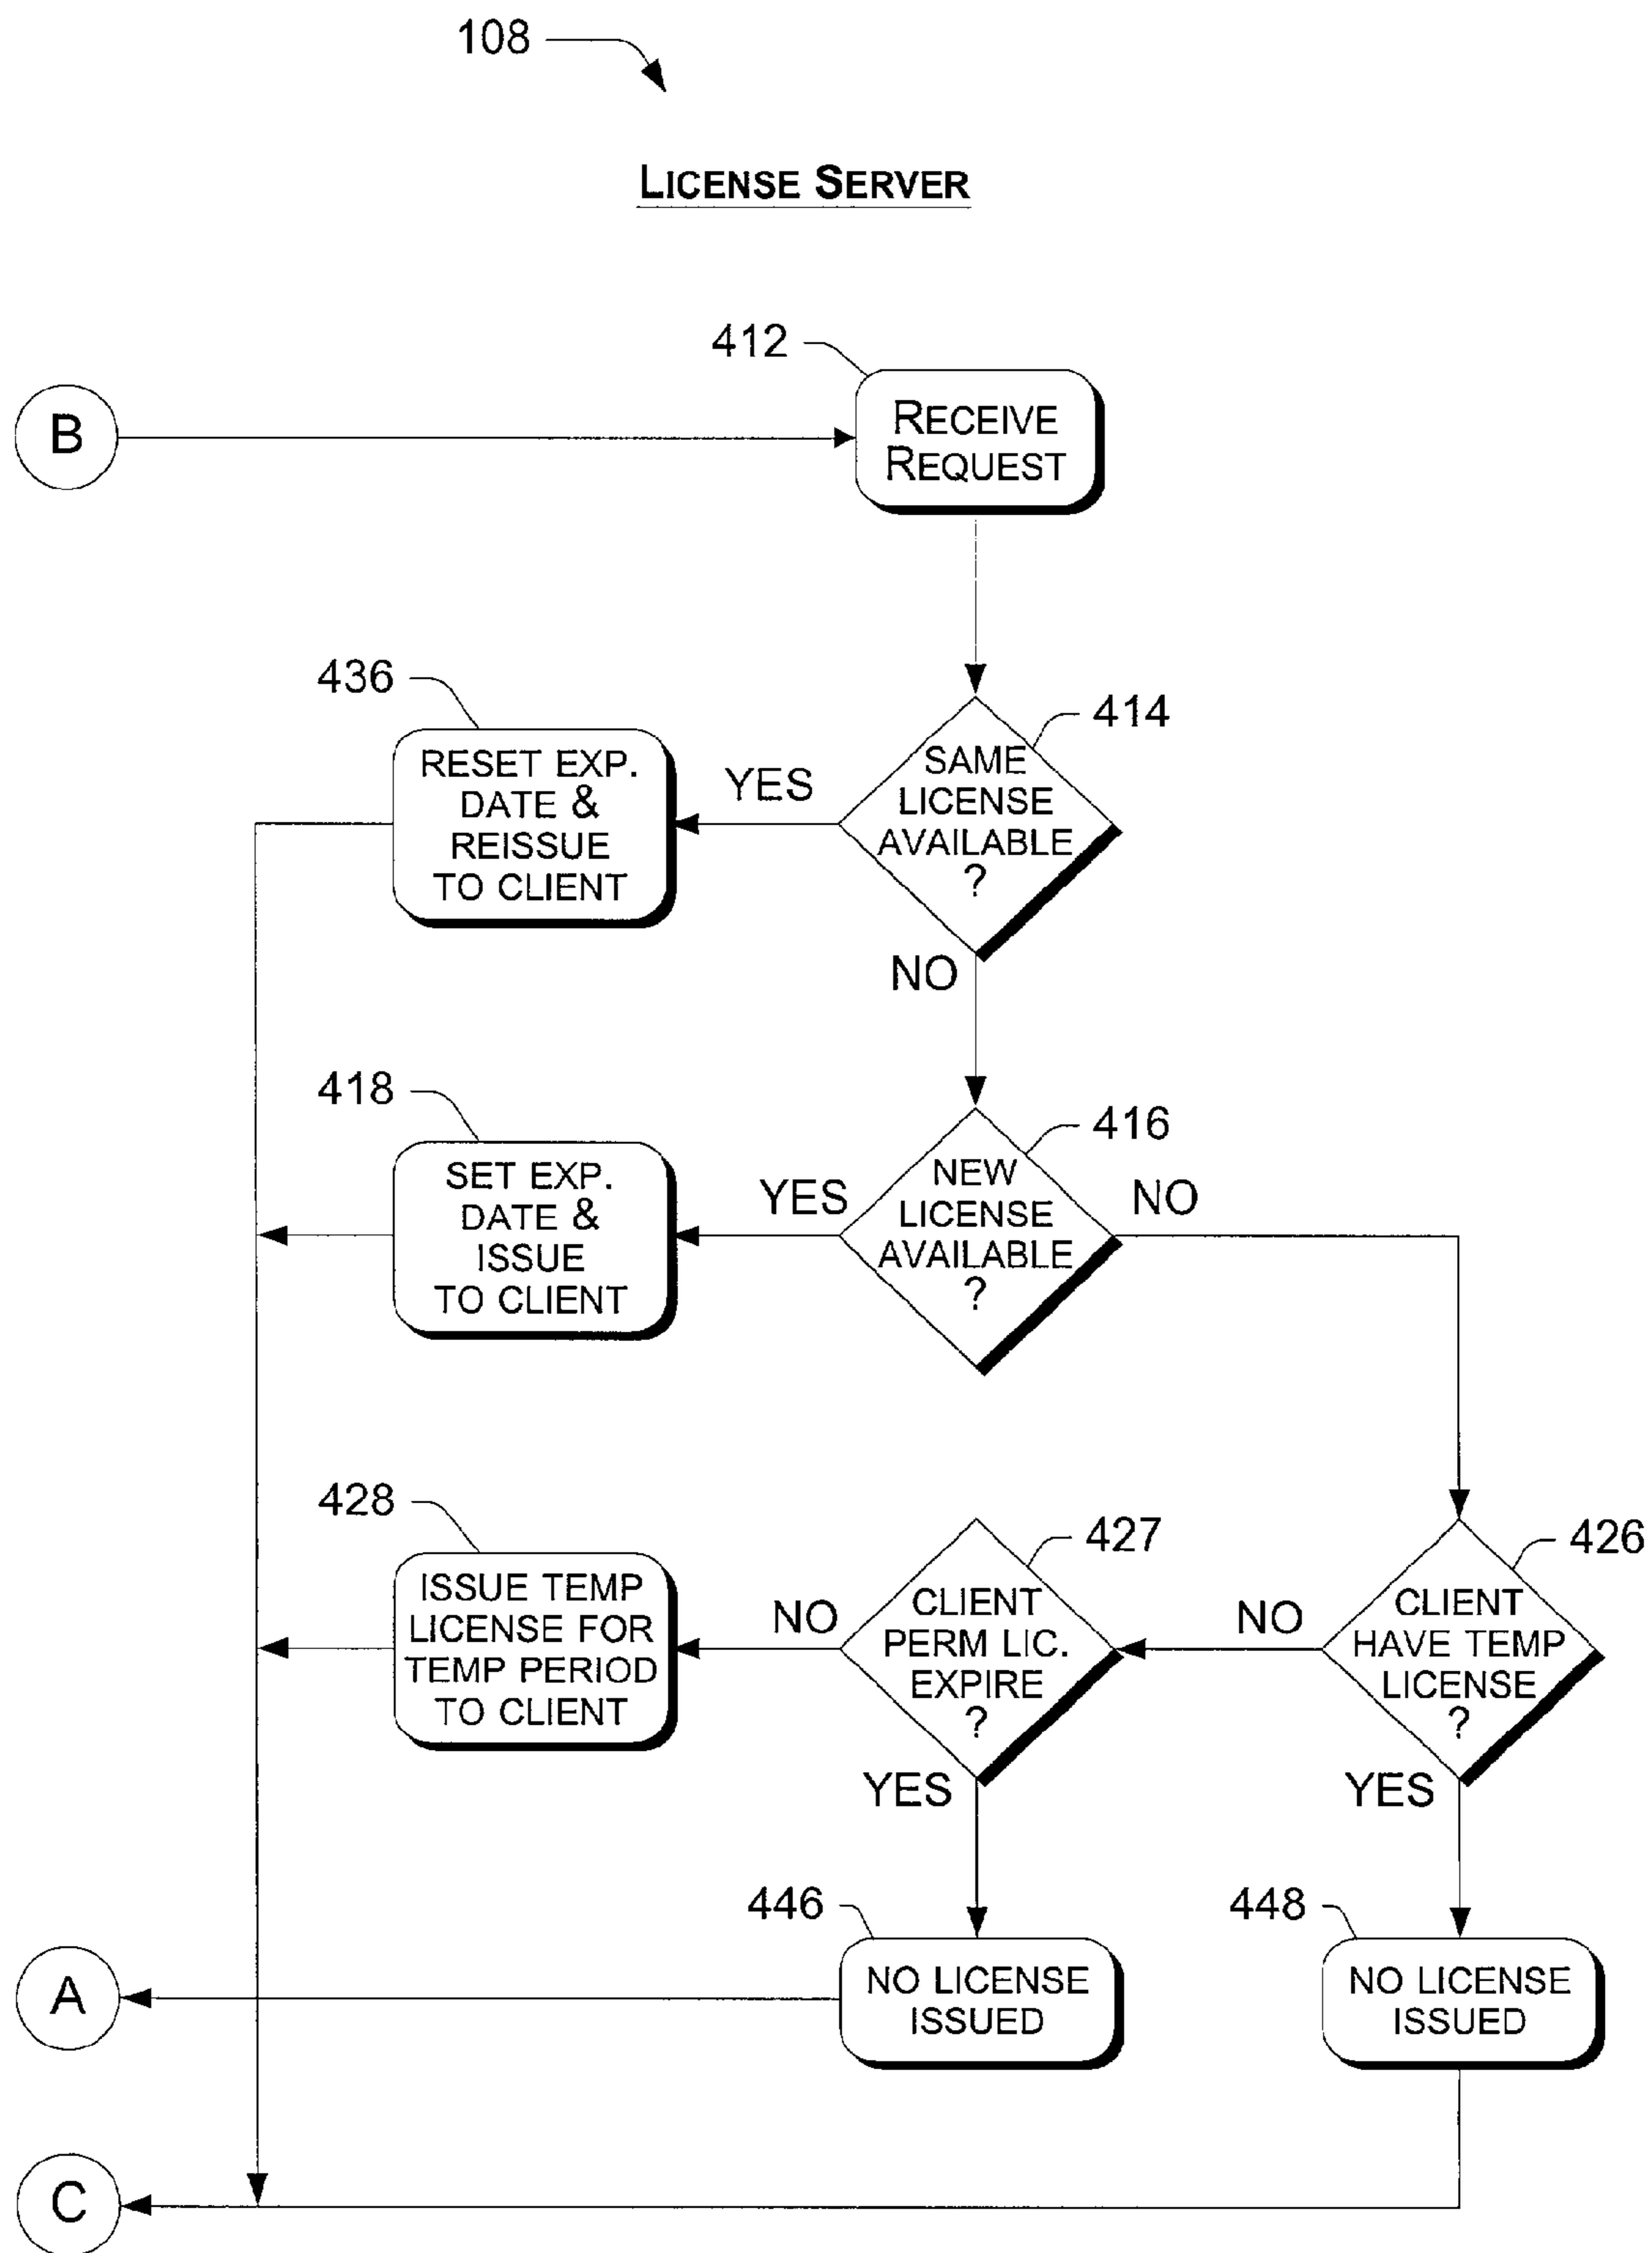 108
LICENSE SERVER
412
B
RECEIVE
REQUEST
436
414
RESET EXP.
DATE &
REISSUE
TO CLIENT
YES
SAME
LICENSE
AVAILABLE
?
NO
418
416
SET EXP.
DATE &
ISSUE
TO CLIENT
YES
NEW
LICENSE
AVAILABLE
?
NO
428
427
426
ISSUE TEMP
LICENSE FOR
TEMP PERIOD
TO CLIENT
NO
CLIENT
PERM LIC.
EXPIRE
?
NO
CLIENT
HAVE TEMP
LICENSE
?
YES
YES
446
448
A
NO LICENSE
ISSUED
NO LICENSE
ISSUED
C